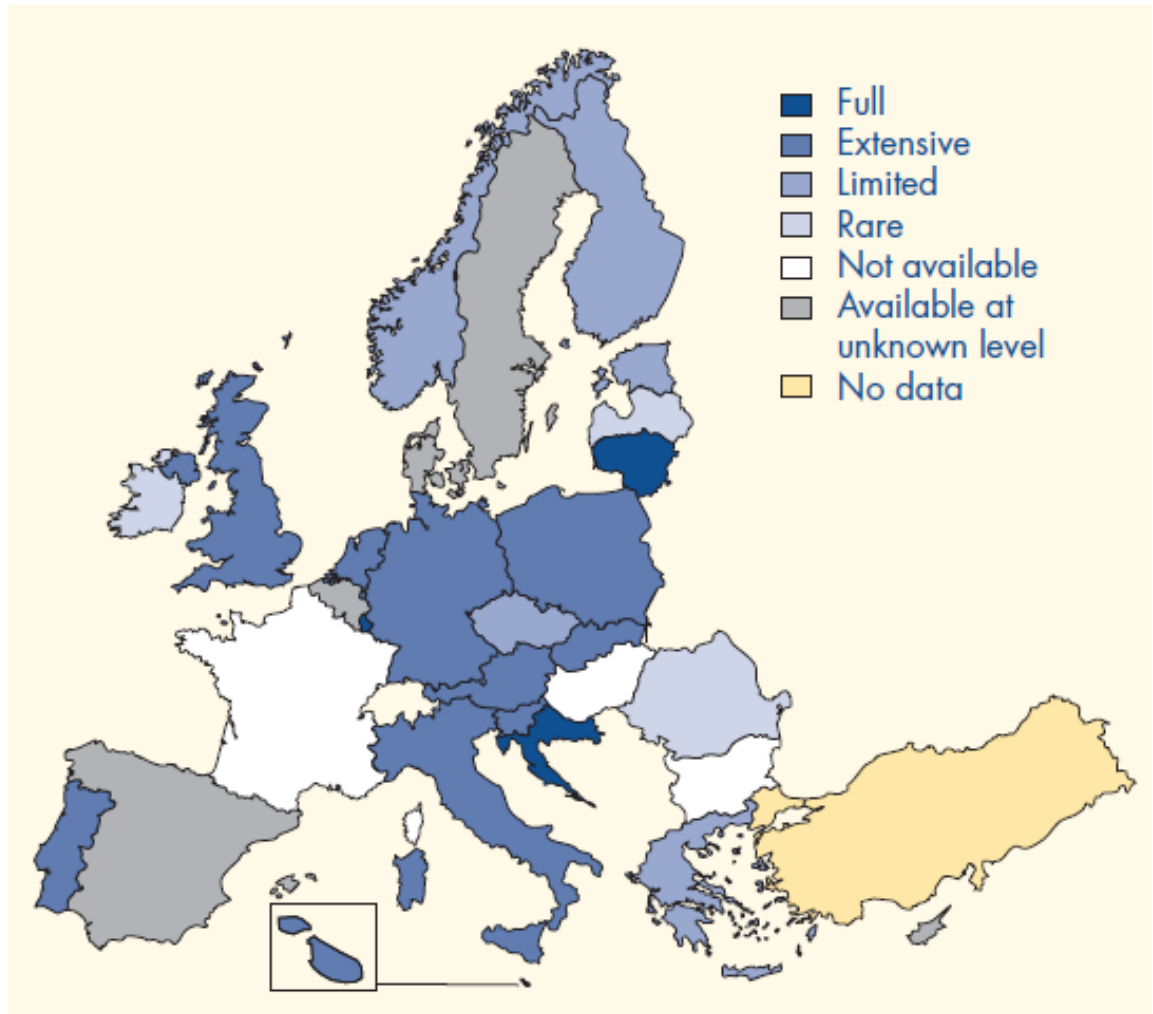 Full
Extensive
Limited
Rare
Not available
Available at
unknown level
No data